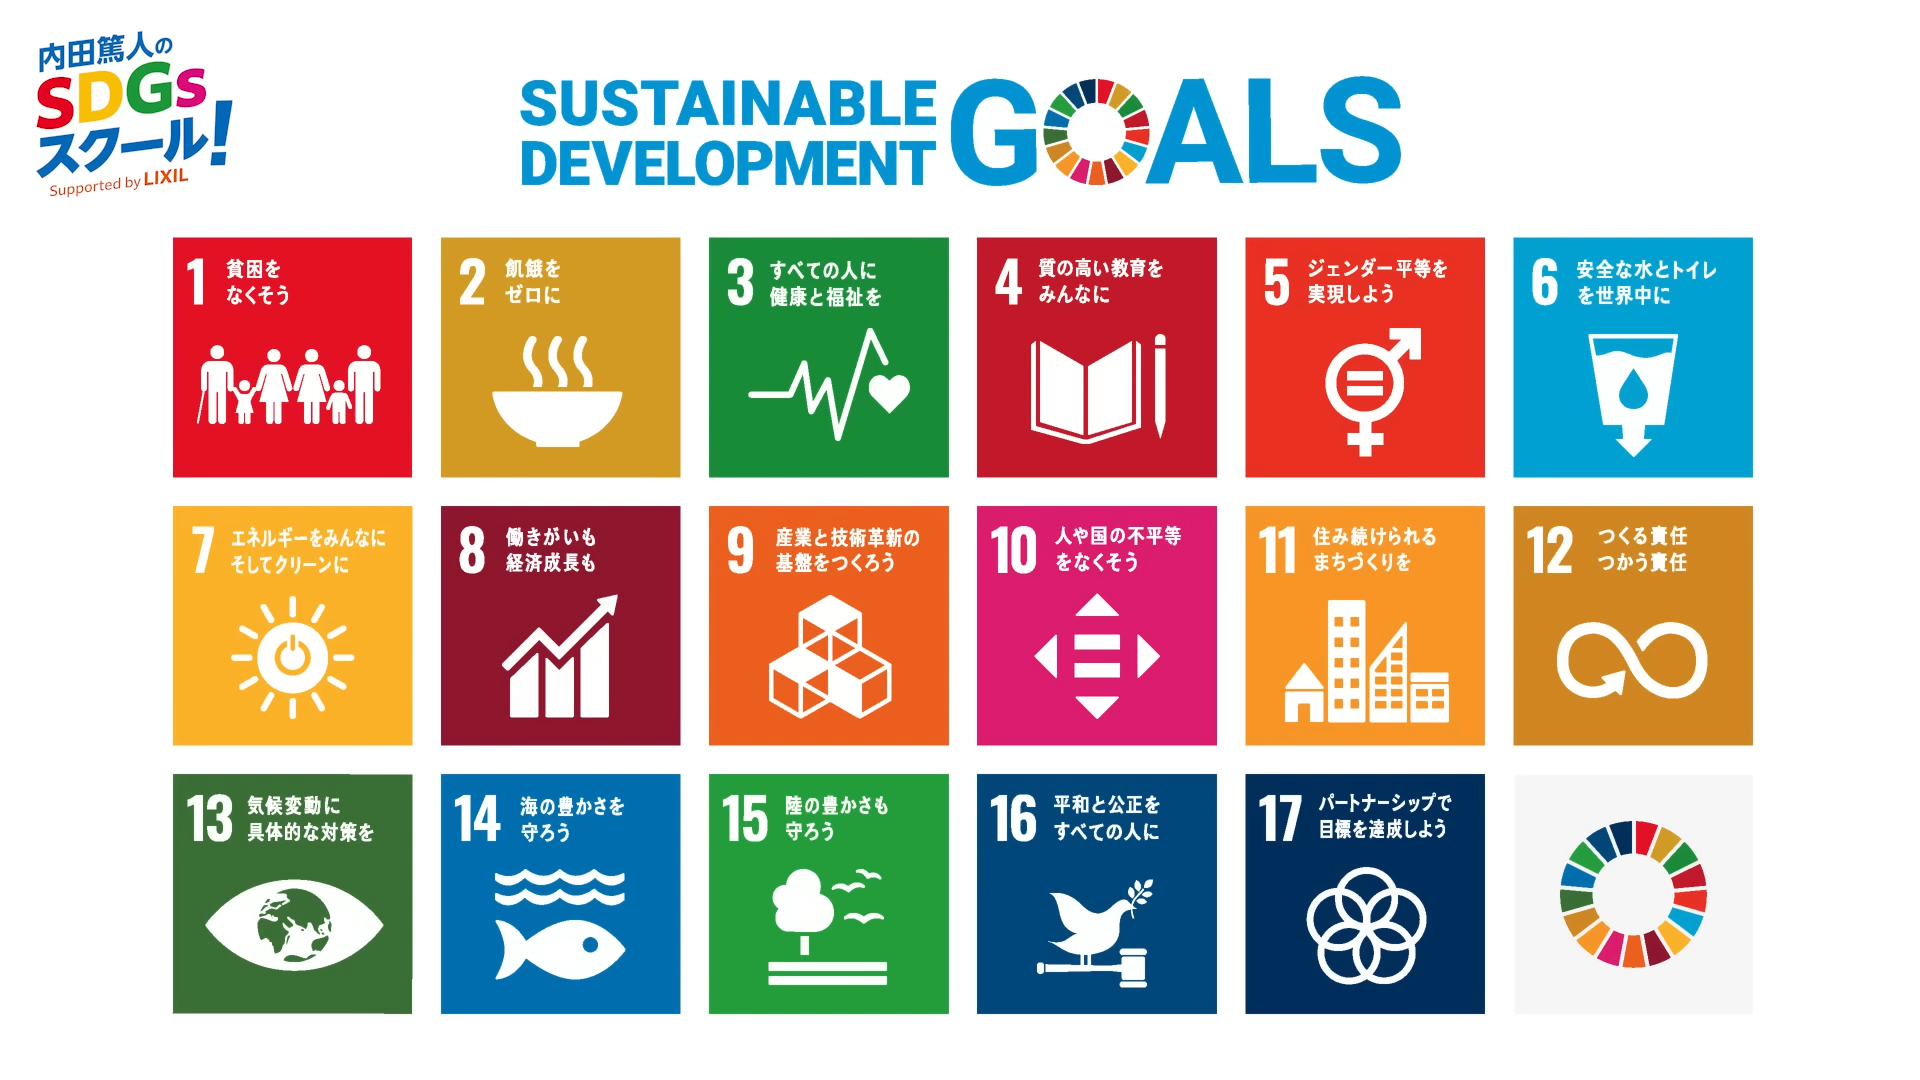 内田篤人の
SDGs
スクール!
Supported by LIXIL
SUSTAINABLE
DEVELOPMENT
GOALS
1 貧困を
なくそう
2 飢餓を
ゼロに
3 すべての人に
健康と福祉を
4 質の高い教育を
みんなに
5 ジェンダー平等を
実現しよう
6 安全な水とトイレ
を世界中に
7 エネルギーをみんなに
そしてクリーンに
8 働きがいも
経済成長も
9 産業と技術革新の
基盤をつくろう
10 人や国の不平等
をなくそう
11 住み続けられる
まちづくりを
12 つくる責任
つかう責任
13 気候変動に
具体的な対策を
14 海の豊かさを
守ろう
15 陸の豊かさも
守ろう
16 平和と公正を
すべての人に
17 パートナーシップで
目標を達成しよう